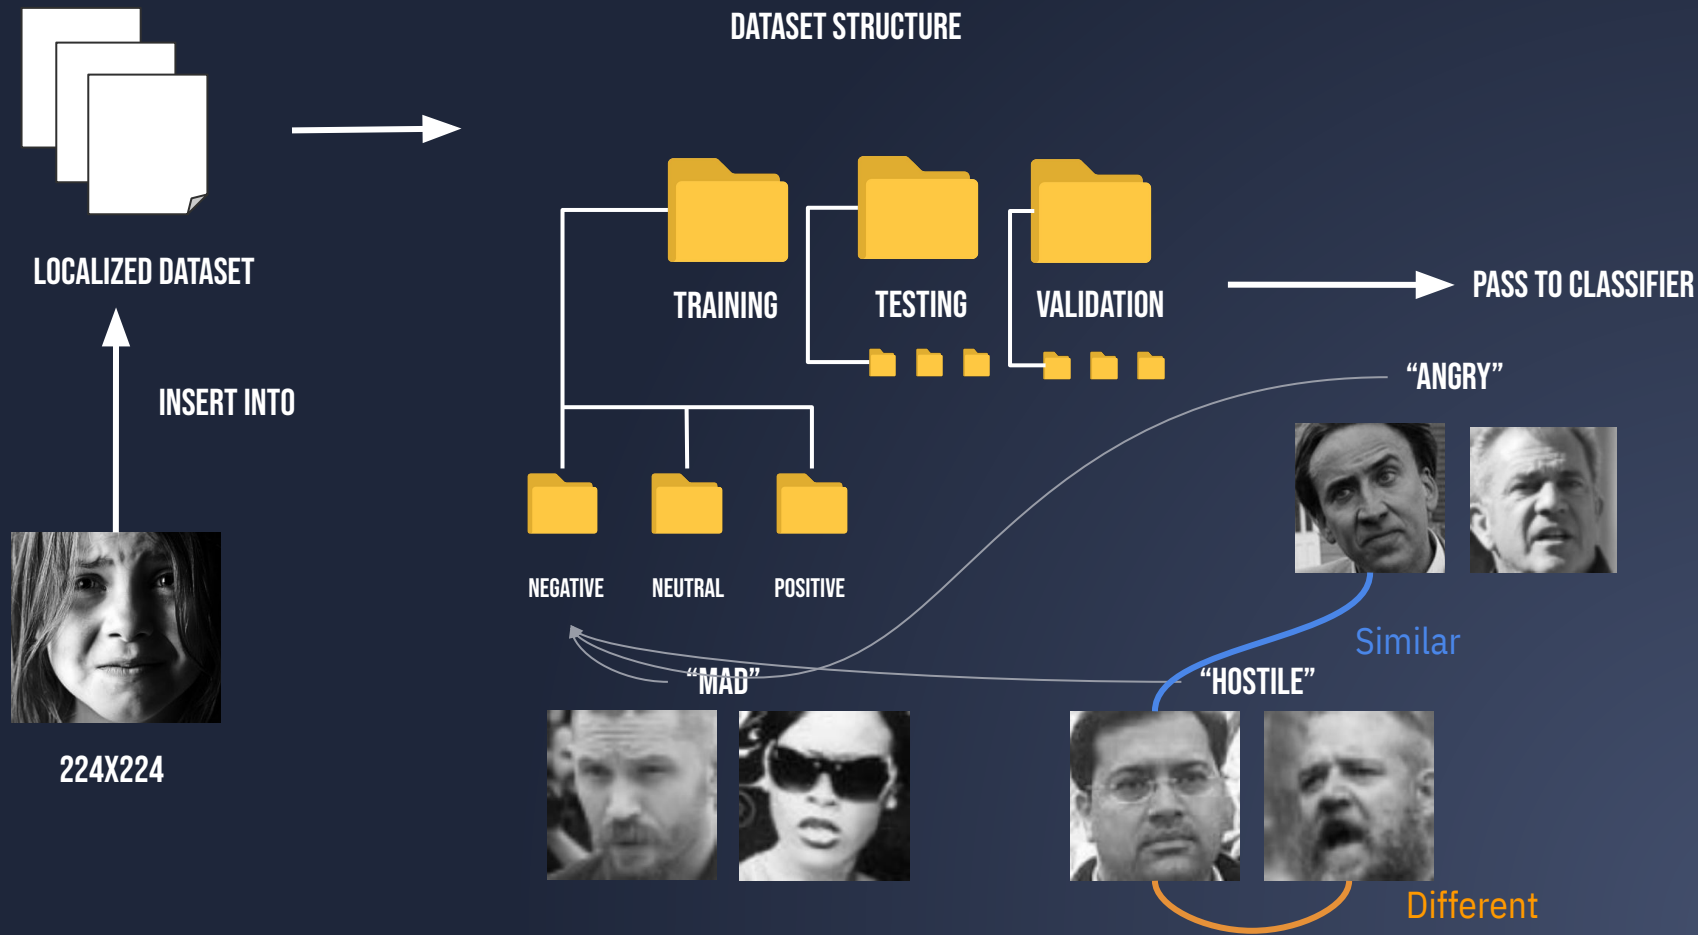 DATASET STRUCTURE
LOCALIZED DATASET
INSERT INTO
224X224
TRAINING
TESTING
VALIDATION
PASS TO CLASSIFIER
NEGATIVE
NEUTRAL
POSITIVE
“ANGRY”
Similar
“MAD”
“HOSTILE”
Different